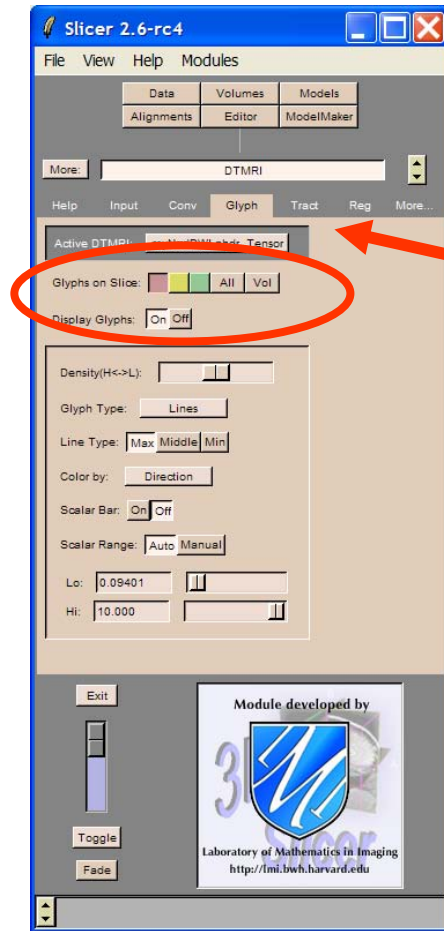 Slicer 2.6-rc4
File View Help Modules
Data Volumes Models
Alignments Editor ModelMaker
More: DTMRI
Help Input Conv Glyph Tract Reg More...
Active DTMRI: Tensor
Glyphs on Slice: All Vol
Display Glyphs: On Off
Density(H<->L):
Glyph Type: Lines
Line Type: Max Middle Min
Color by: Direction
Scalar Bar: On Off
Scalar Range: Auto Manual
Lo: 0.09401
Hi: 10.000
Exit
Module developed by
3D
Slicer
Laboratory of Mathematics in Imaging
http://lmi.bwh.harvard.edu
Toggle
Fade